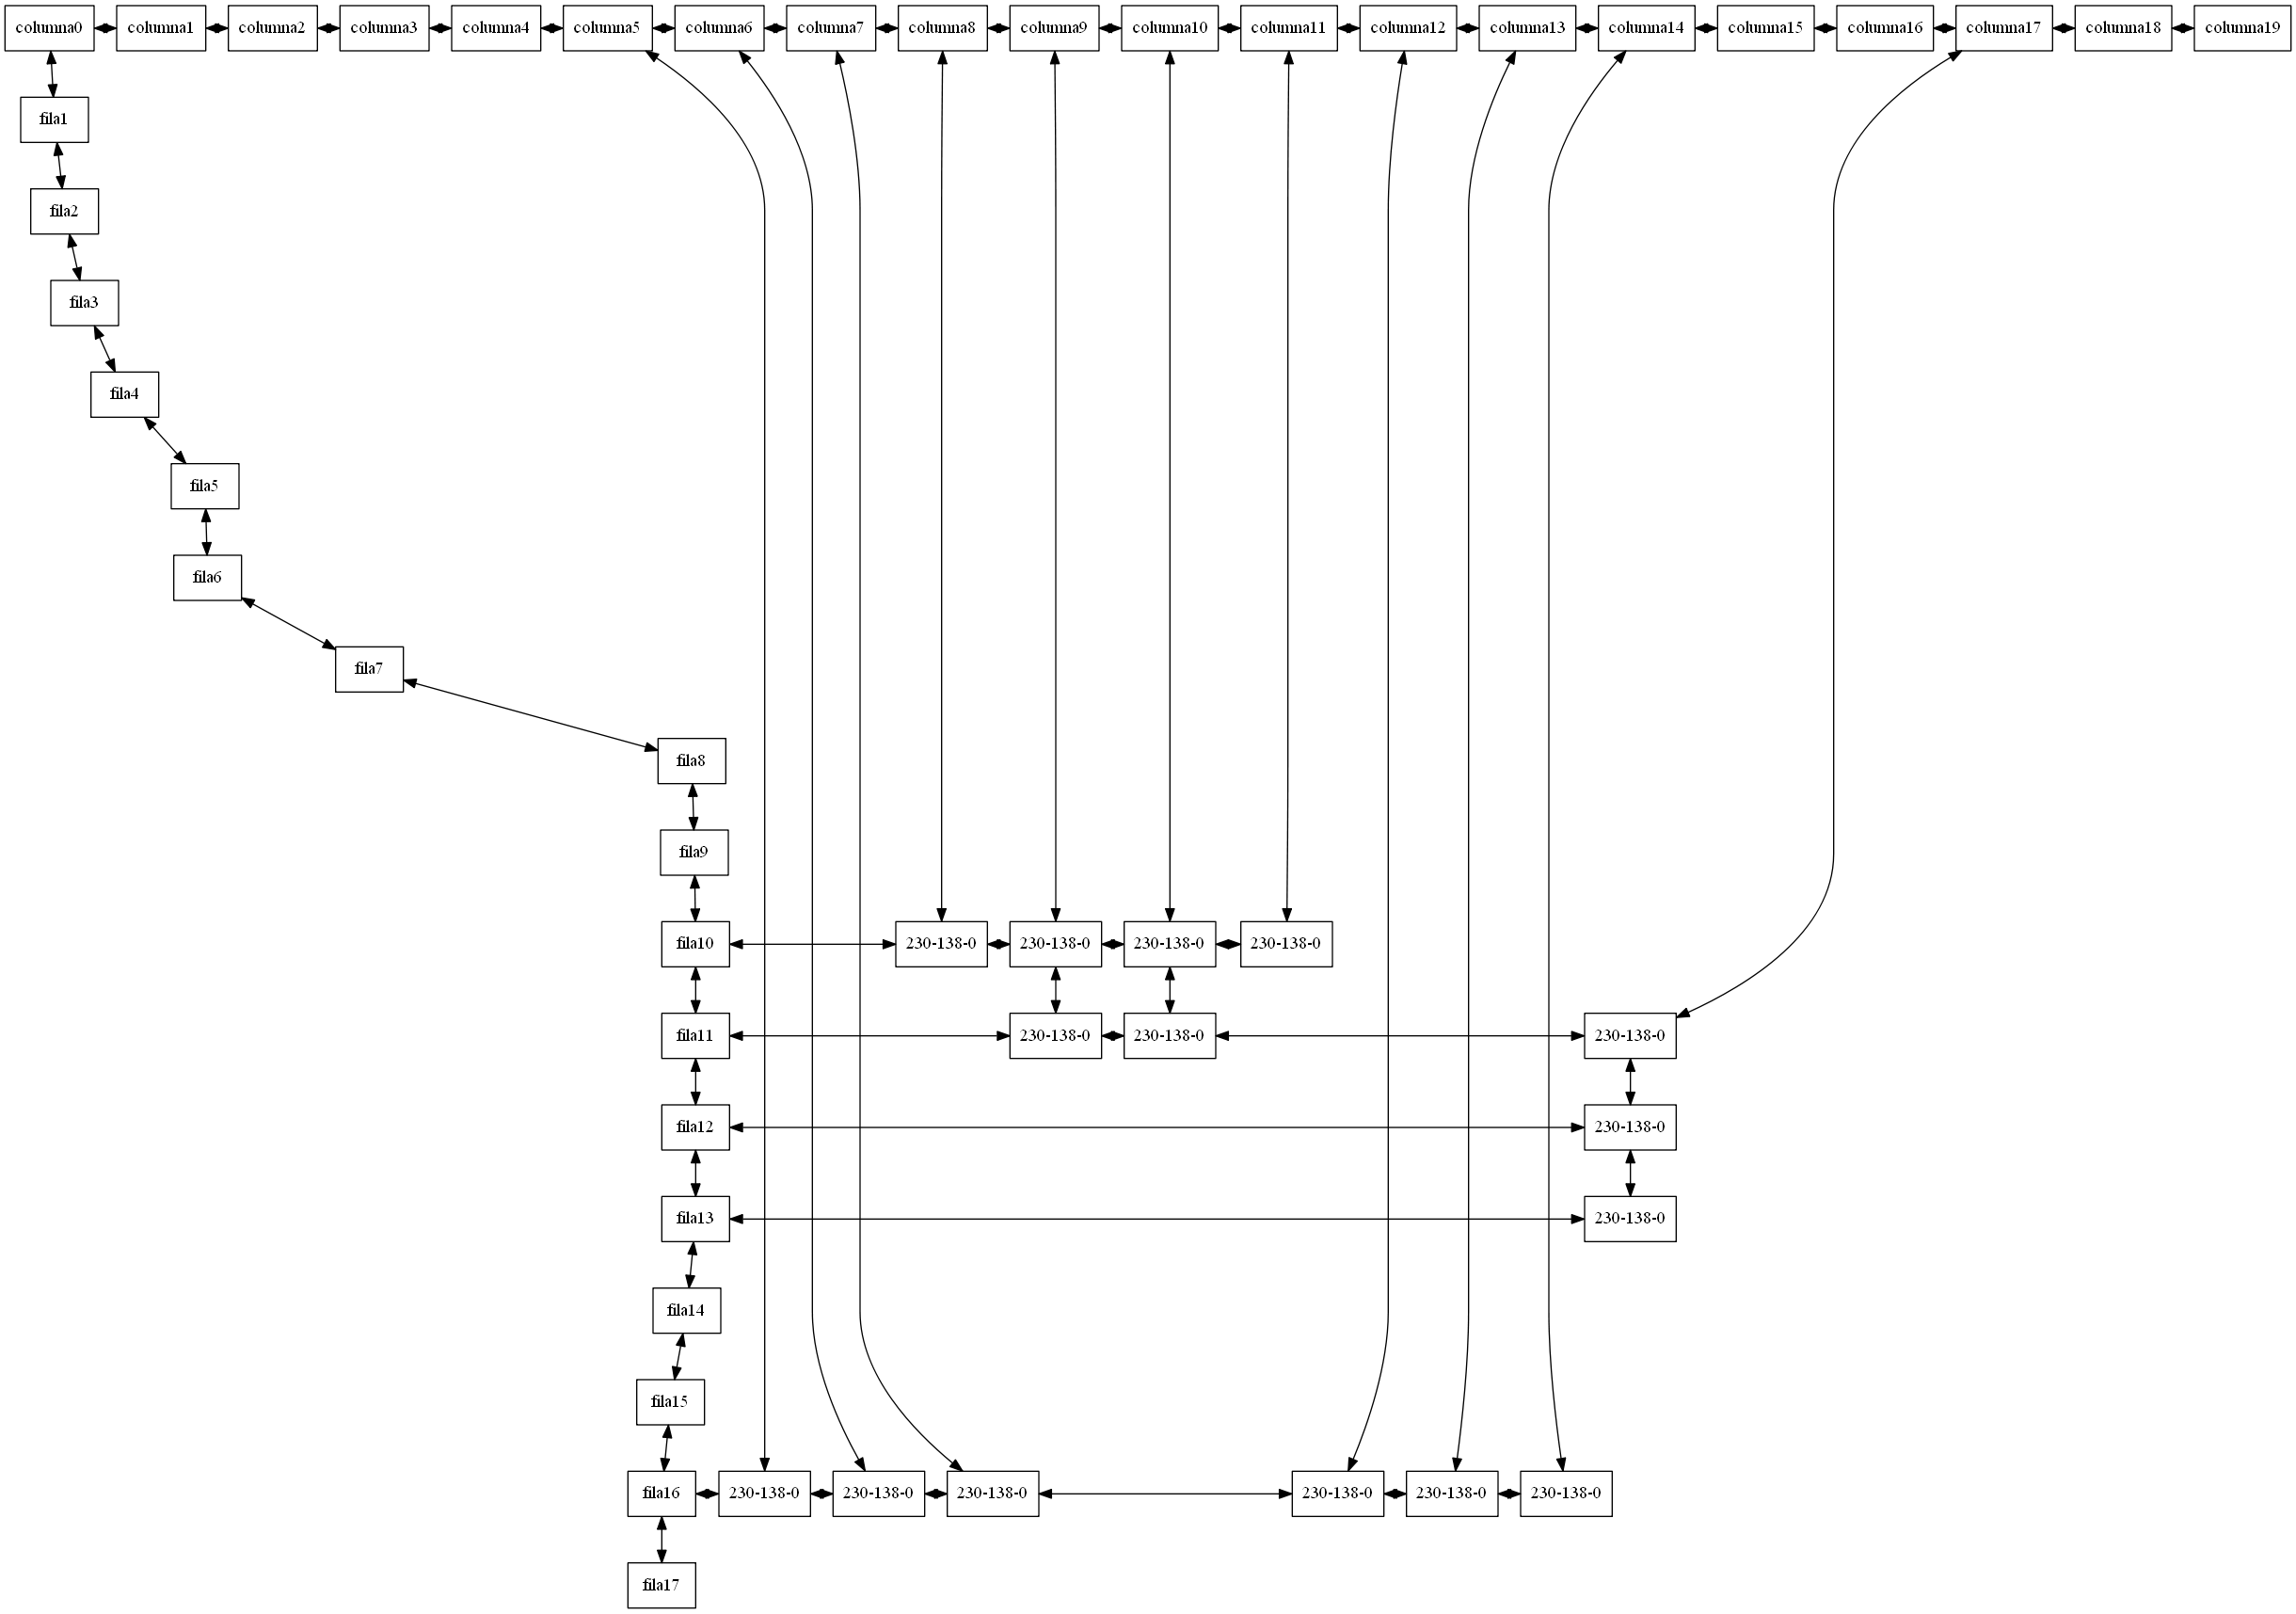 columna0 columna1 columna2 columna3 columna4 columna5 columna6 columna7 columna8 columna9 columna10 columna11 columna12 columna13 columna14 columna15 columna16 columna17 columna18 columna19
fila1
fila2
fila3
fila4
fila5
fila6
fila7
fila8
fila9
fila10 230-138-0 230-138-0 230-138-0 230-138-0
fila11 230-138-0 230-138-0 230-138-0
fila12 230-138-0
fila13 230-138-0
fila14
fila15
fila16 230-138-0 230-138-0 230-138-0 230-138-0 230-138-0 230-138-0
fila17